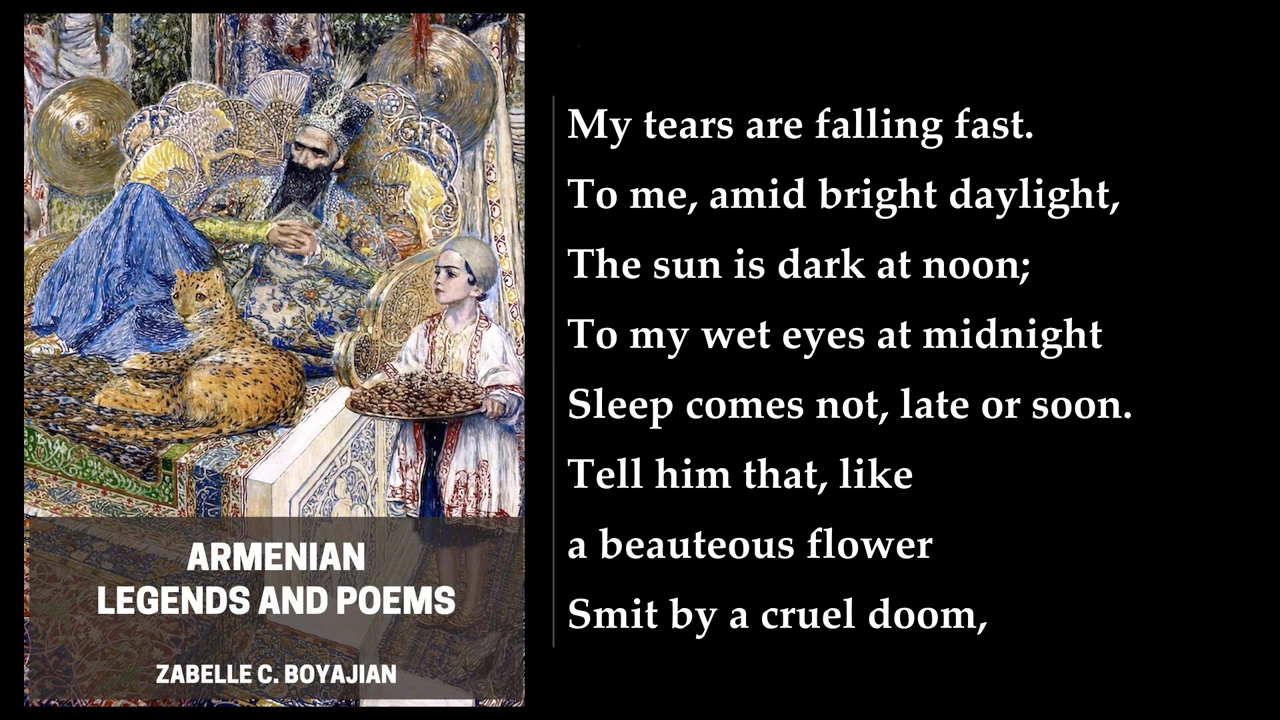 ARMENIAN
LEGENDS AND POEMS
ZABELLE C. BOYAJIAN
My tears are falling fast.
To me, amid bright daylight,
The sun is dark at noon;
To my wet eyes at midnight
Sleep comes not, late or soon.
Tell him that, like
a beauteous flower
Smit by a cruel doom,